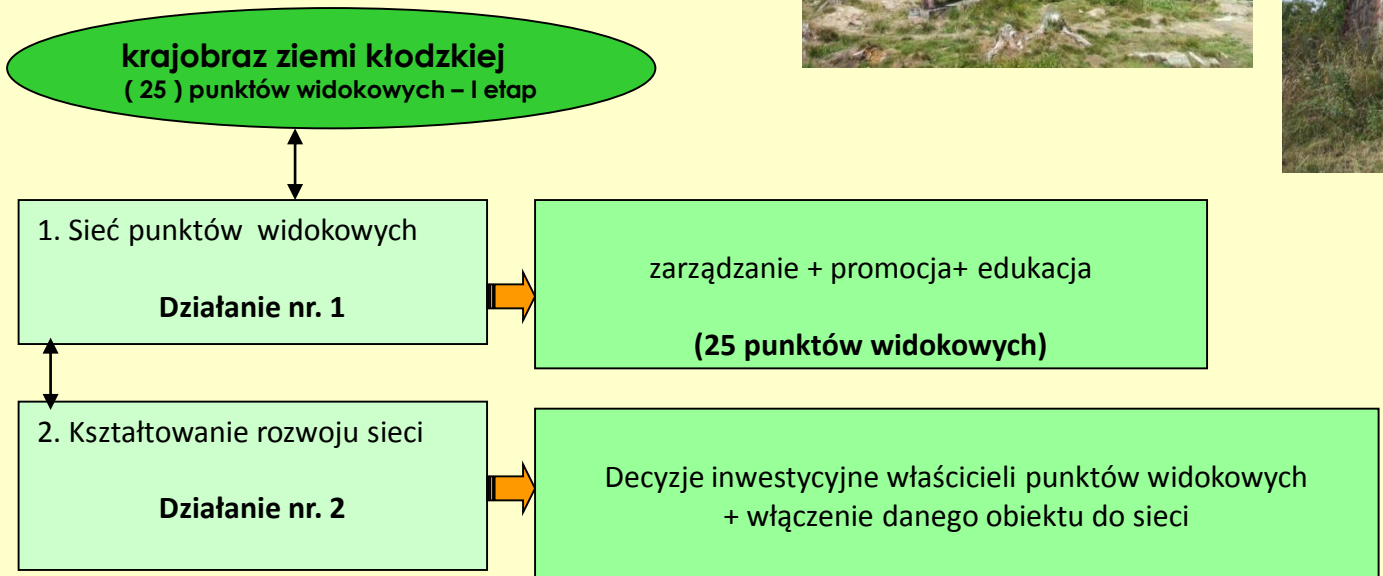 krajobraz ziemi kłodzkiej
( 25 ) punktów widokowych – I etap
1. Sieć punktów widokowych
Działanie nr. 1
zarządzanie + promocja+ edukacja
(25 punktów widokowych)
2. Kształtowanie rozwoju sieci
Działanie nr. 2
Decyzje inwestycyjne właścicieli punktów widokowych
+ włączenie danego obiektu do sieci